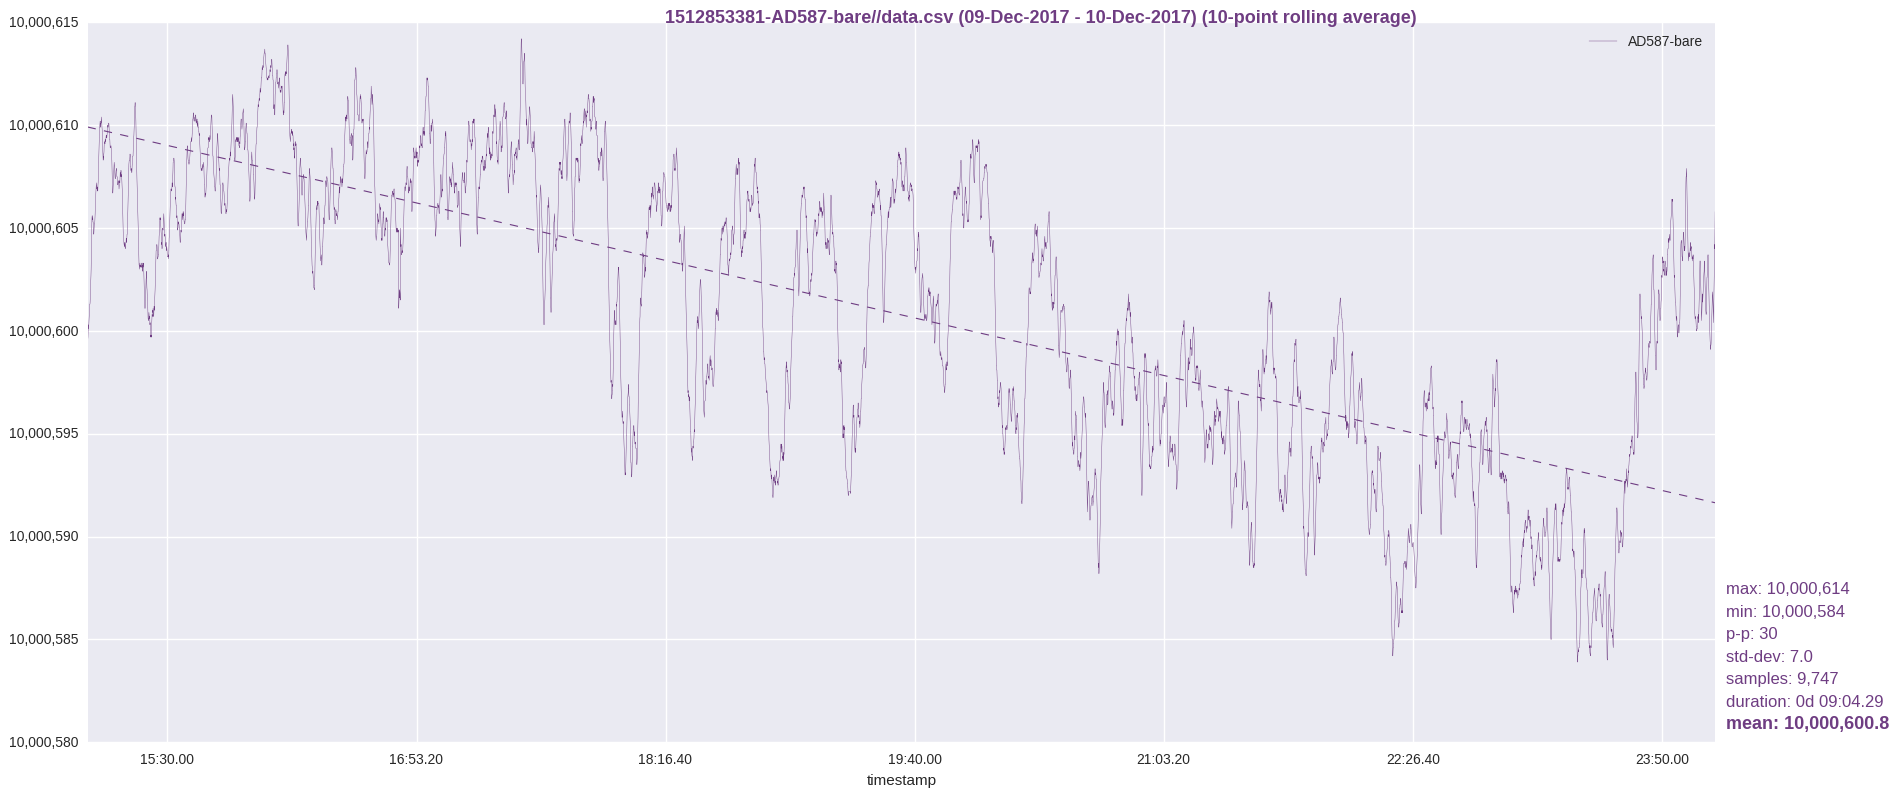 1512853381-AD587-bare//data.csv (09-Dec-2017 - 10-Dec-2017) (10-point rolling average)
AD587-bare
10,000,615
10,000,610
10,000,605
10,000,600
10,000,595
10,000,590
10,000,585
10,000,580
15:30.00 16:53.20 18:16.40 19:40.00 21:03.20 22:26.40 23:50.00
timestamp
max: 10,000,614
min: 10,000,584
p-p: 30
std-dev: 7.0
samples: 9,747
duration: 0d 09:04.29
mean: 10,000,600.8